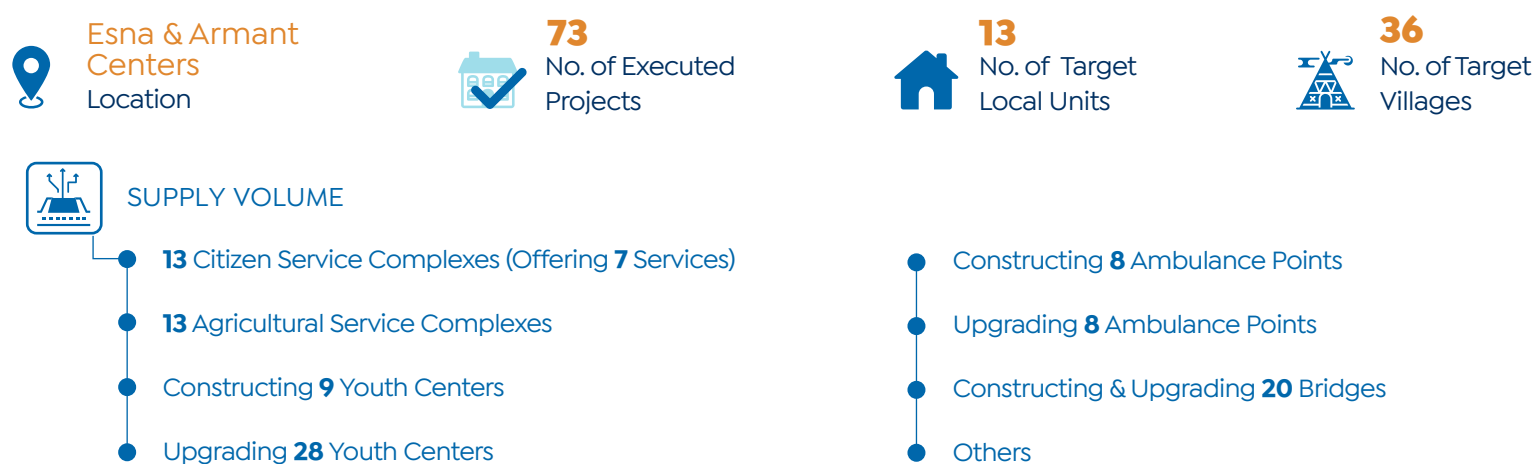 Esna & Armant
Centers
Location
73
No. of Executed
Projects
13
No. of Target
Local Units
36
No. of Target
Villages
SUPPLY VOLUME
13 Citizen Service Complexes (Offering 7 Services)
13 Agricultural Service Complexes
Constructing 9 Youth Centers
Upgrading 28 Youth Centers
Constructing 8 Ambulance Points
Upgrading 8 Ambulance Points
Constructing & Upgrading 20 Bridges
Others